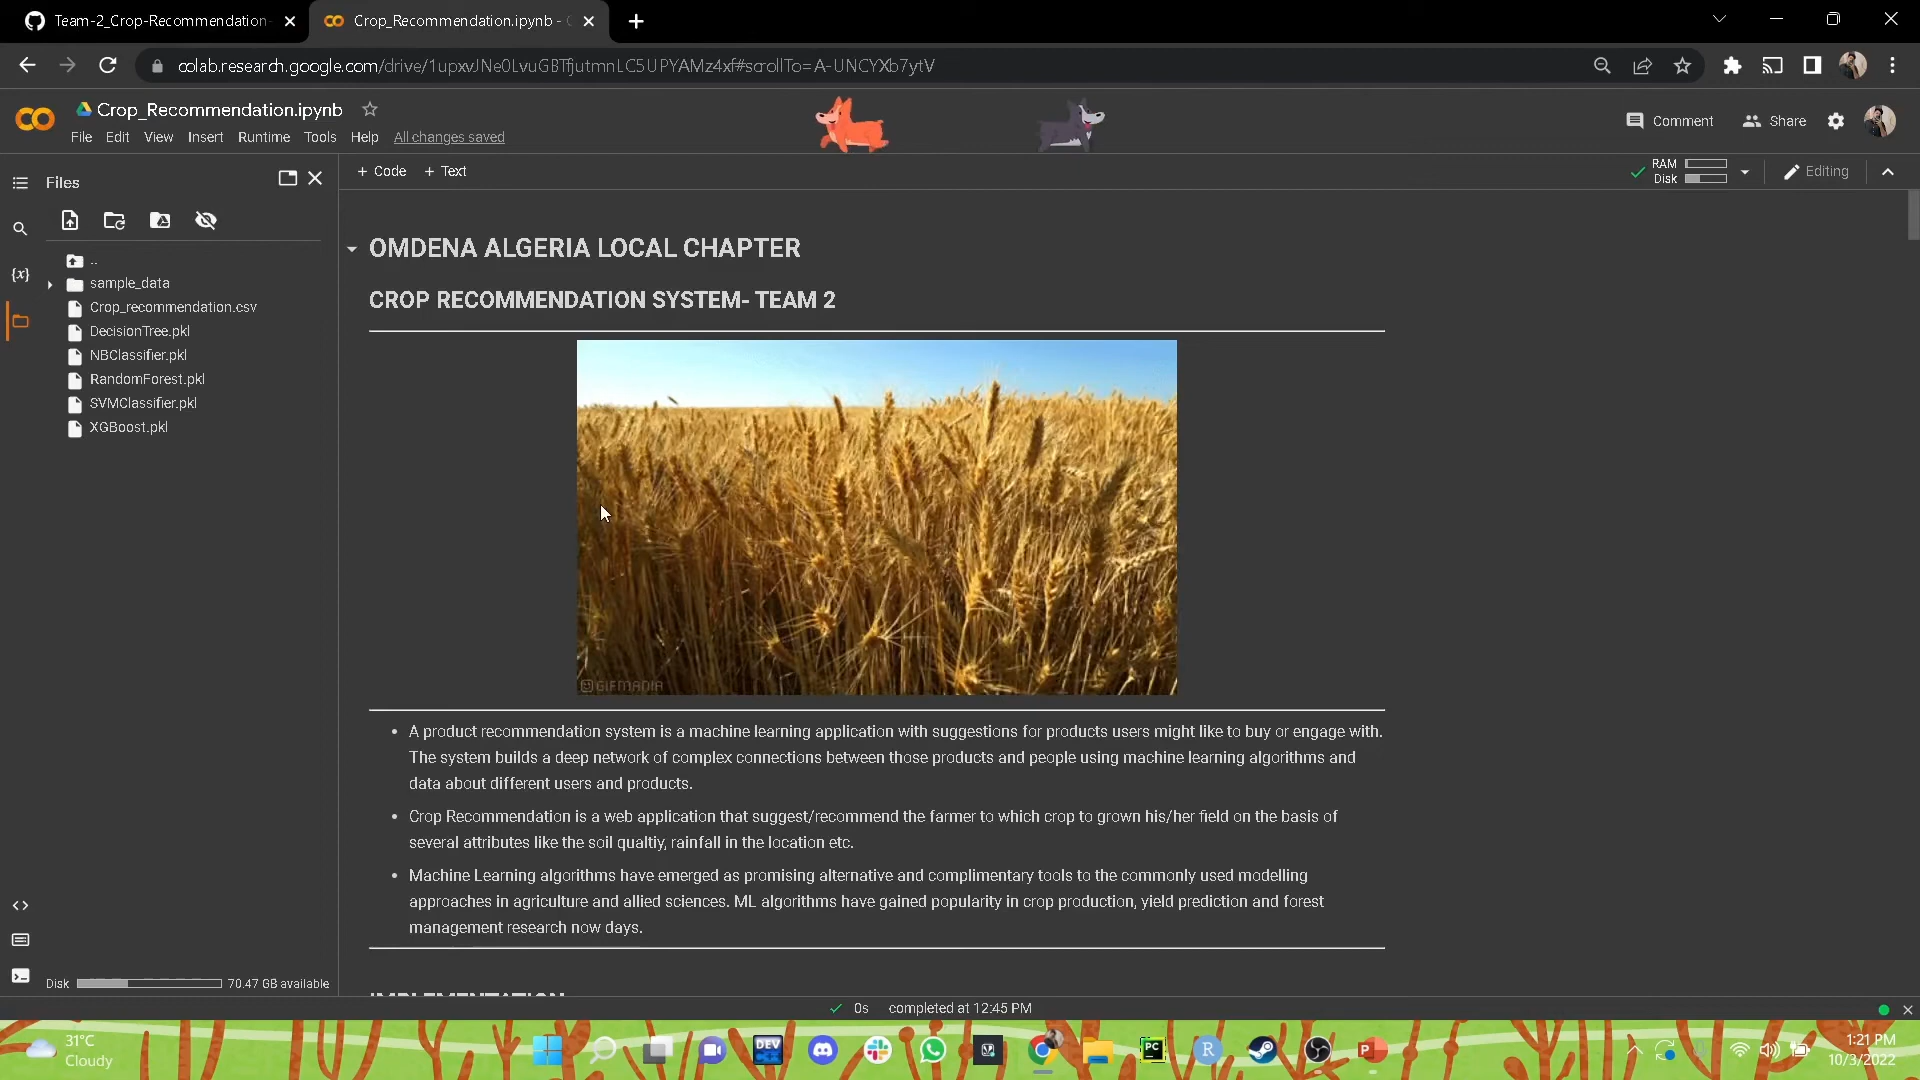 Team-2_Crop-Recommendation-
Crop_Recommendation.ipynb -
colab.research.google.com/drive/1upxvJNe0LvuGBTfjutmnLC5UPYAMz4xf#scrollTo=A-UNCYXb7ytV
Crop_Recommendation.ipynb
File Edit View Insert Runtime Tools Help All changes saved
Comment Share
Files
+ Code + Text
RAM
Disk
Editing
..
sample_data
Crop_recommendation.csv
DecisionTree.pkl
NBClassifier.pkl
RandomForest.pkl
SVMClassifier.pkl
XGBoost.pkl
{x}
OMDENA ALGERIA LOCAL CHAPTER
CROP RECOMMENDATION SYSTEM- TEAM 2
GIFMANIA
• A product recommendation system is a machine learning application with suggestions for products users might like to buy or engage with.
The system builds a deep network of complex connections between those products and people using machine learning algorithms and
data about different users and products.
• Crop Recommendation is a web application that suggest/recommend the farmer to which crop to grown his/her field on the basis of
several attributes like the soil qualtiy, rainfall in the location etc.
• Machine Learning algorithms have emerged as promising alternative and complimentary tools to the commonly used modelling
approaches in agriculture and allied sciences. ML algorithms have gained popularity in crop production, yield prediction and forest
management research now days.
IMPLEMENTATION
Disk 70.47 GB available
0s completed at 12:45 PM
31°C
Cloudy
DEV
PC
R
P
1:21 PM
10/3/2022